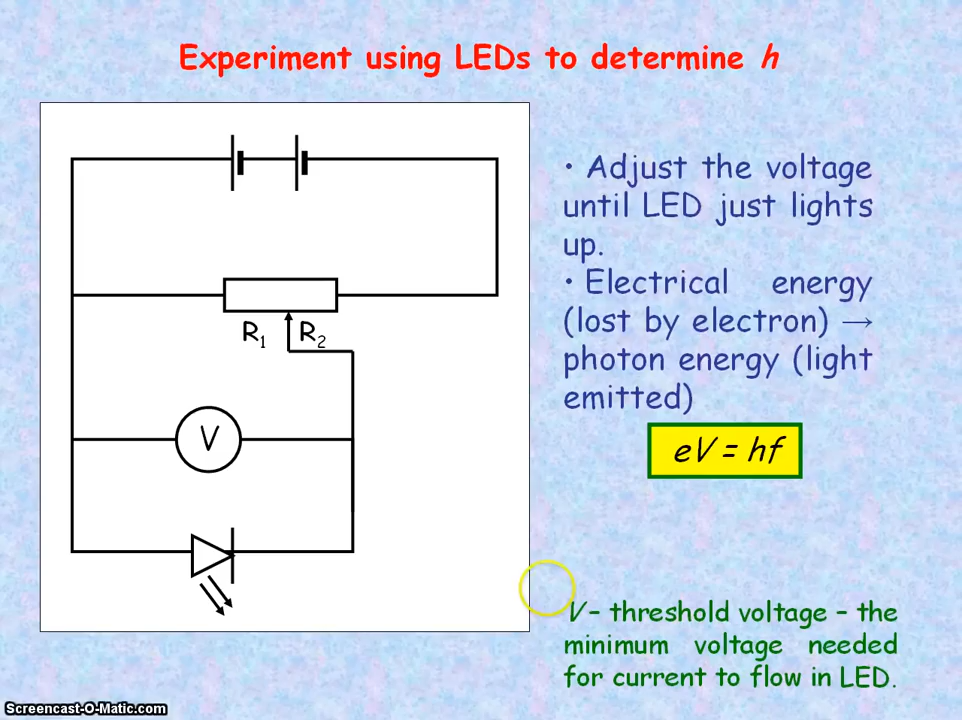 Experiment using LEDs to determine h
• Adjust the voltage
until LED just lights
up.
• Electrical energy
(lost by electron) →
photon energy (light
emitted)
eV = hf
R1 R2
V
V – threshold voltage – the
minimum voltage needed
for current to flow in LED.
Screencast-O-Matic.com